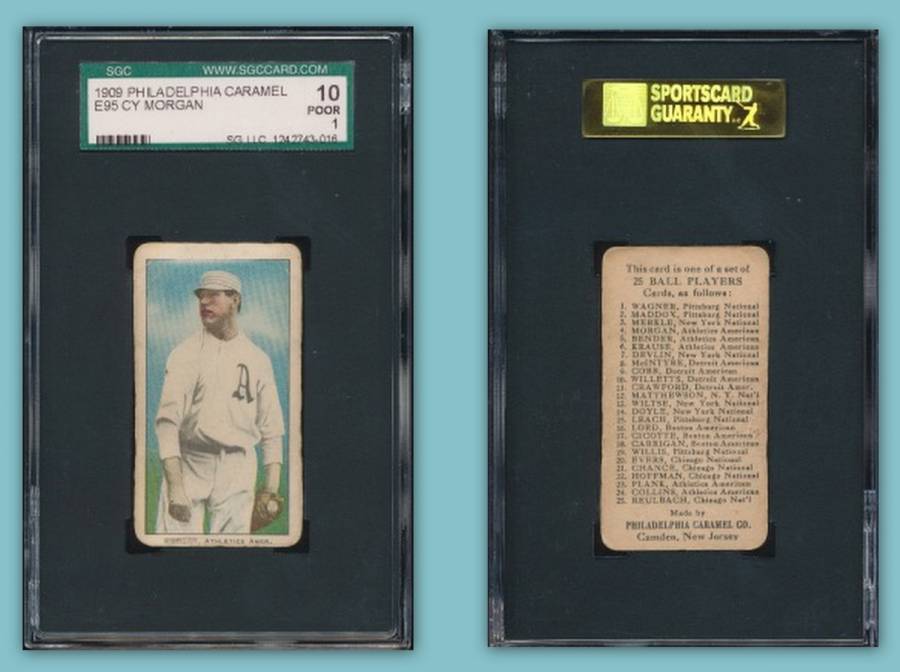 SGC WWW.SGCCARD.COM
1909 PHILADELPHIA CARAMEL
E95 CY MORGAN
10
POOR
1
SG LLC 1242743-016
A
MORGAN, ATHLETICS AMER.
SPORTSCARD
GUARANTY
This card is one of a set of
25 BALL PLAYERS
Cards, as follows:
1. WAGNER, Pittsburg National
2. MADDOX, Pittsburg National
3. MERKLE, New York National
4. MORGAN, Athletics American
5. BENDER, Athletics American
6. KRAUSE, Athletics American
7. DEVLIN, New York National
8. McINTYRE, Detroit American
9. COBB, Detroit American
10. WILLETTS, Detroit American
11. CRAWFORD, Detroit Amer.
12. MATTHEWSON, N. Y. Nat'l
13. WILTSE, New York National
14. DOYLE, New York National
15. LEACH, Pittsburg National
16. LORD, Boston American
17. CICOTTE, Boston American
18. CARRIGAN, Boston American
19. WILLIS, Pittsburg National
20. EVERS, Chicago National
21. CHANCE, Chicago National
22. HOFFMAN, Chicago National
23. PLANK, Athletics American
24. COLLINS, Athletics American
25. REULBACH, Chicago Nat'l
Made by
PHILADELPHIA CARAMEL CO.
Camden, New Jersey